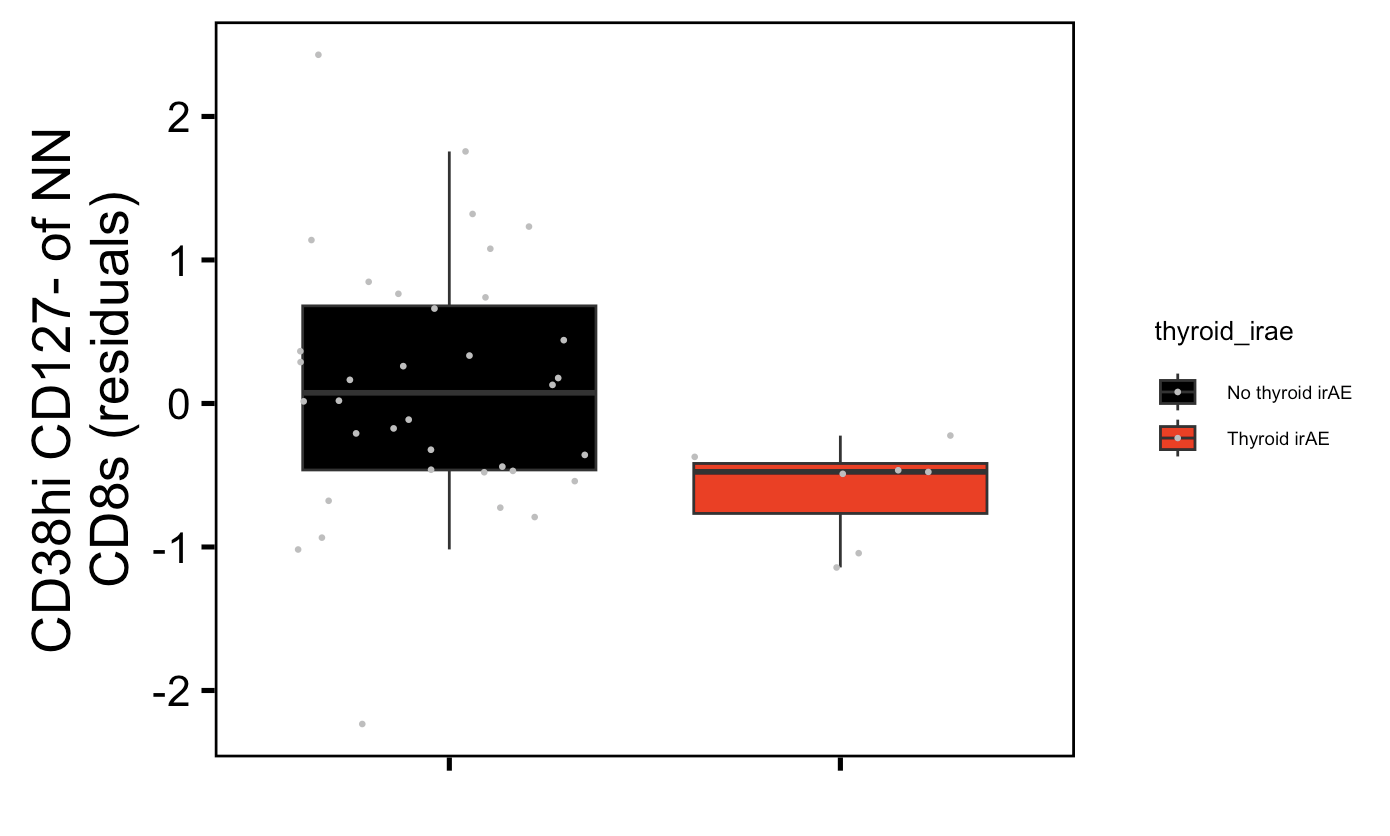 CD38hi CD127- of NN
CD8s (residuals)
2
1
0
-1
-2
thyroid_irae
No thyroid irAE
Thyroid irAE